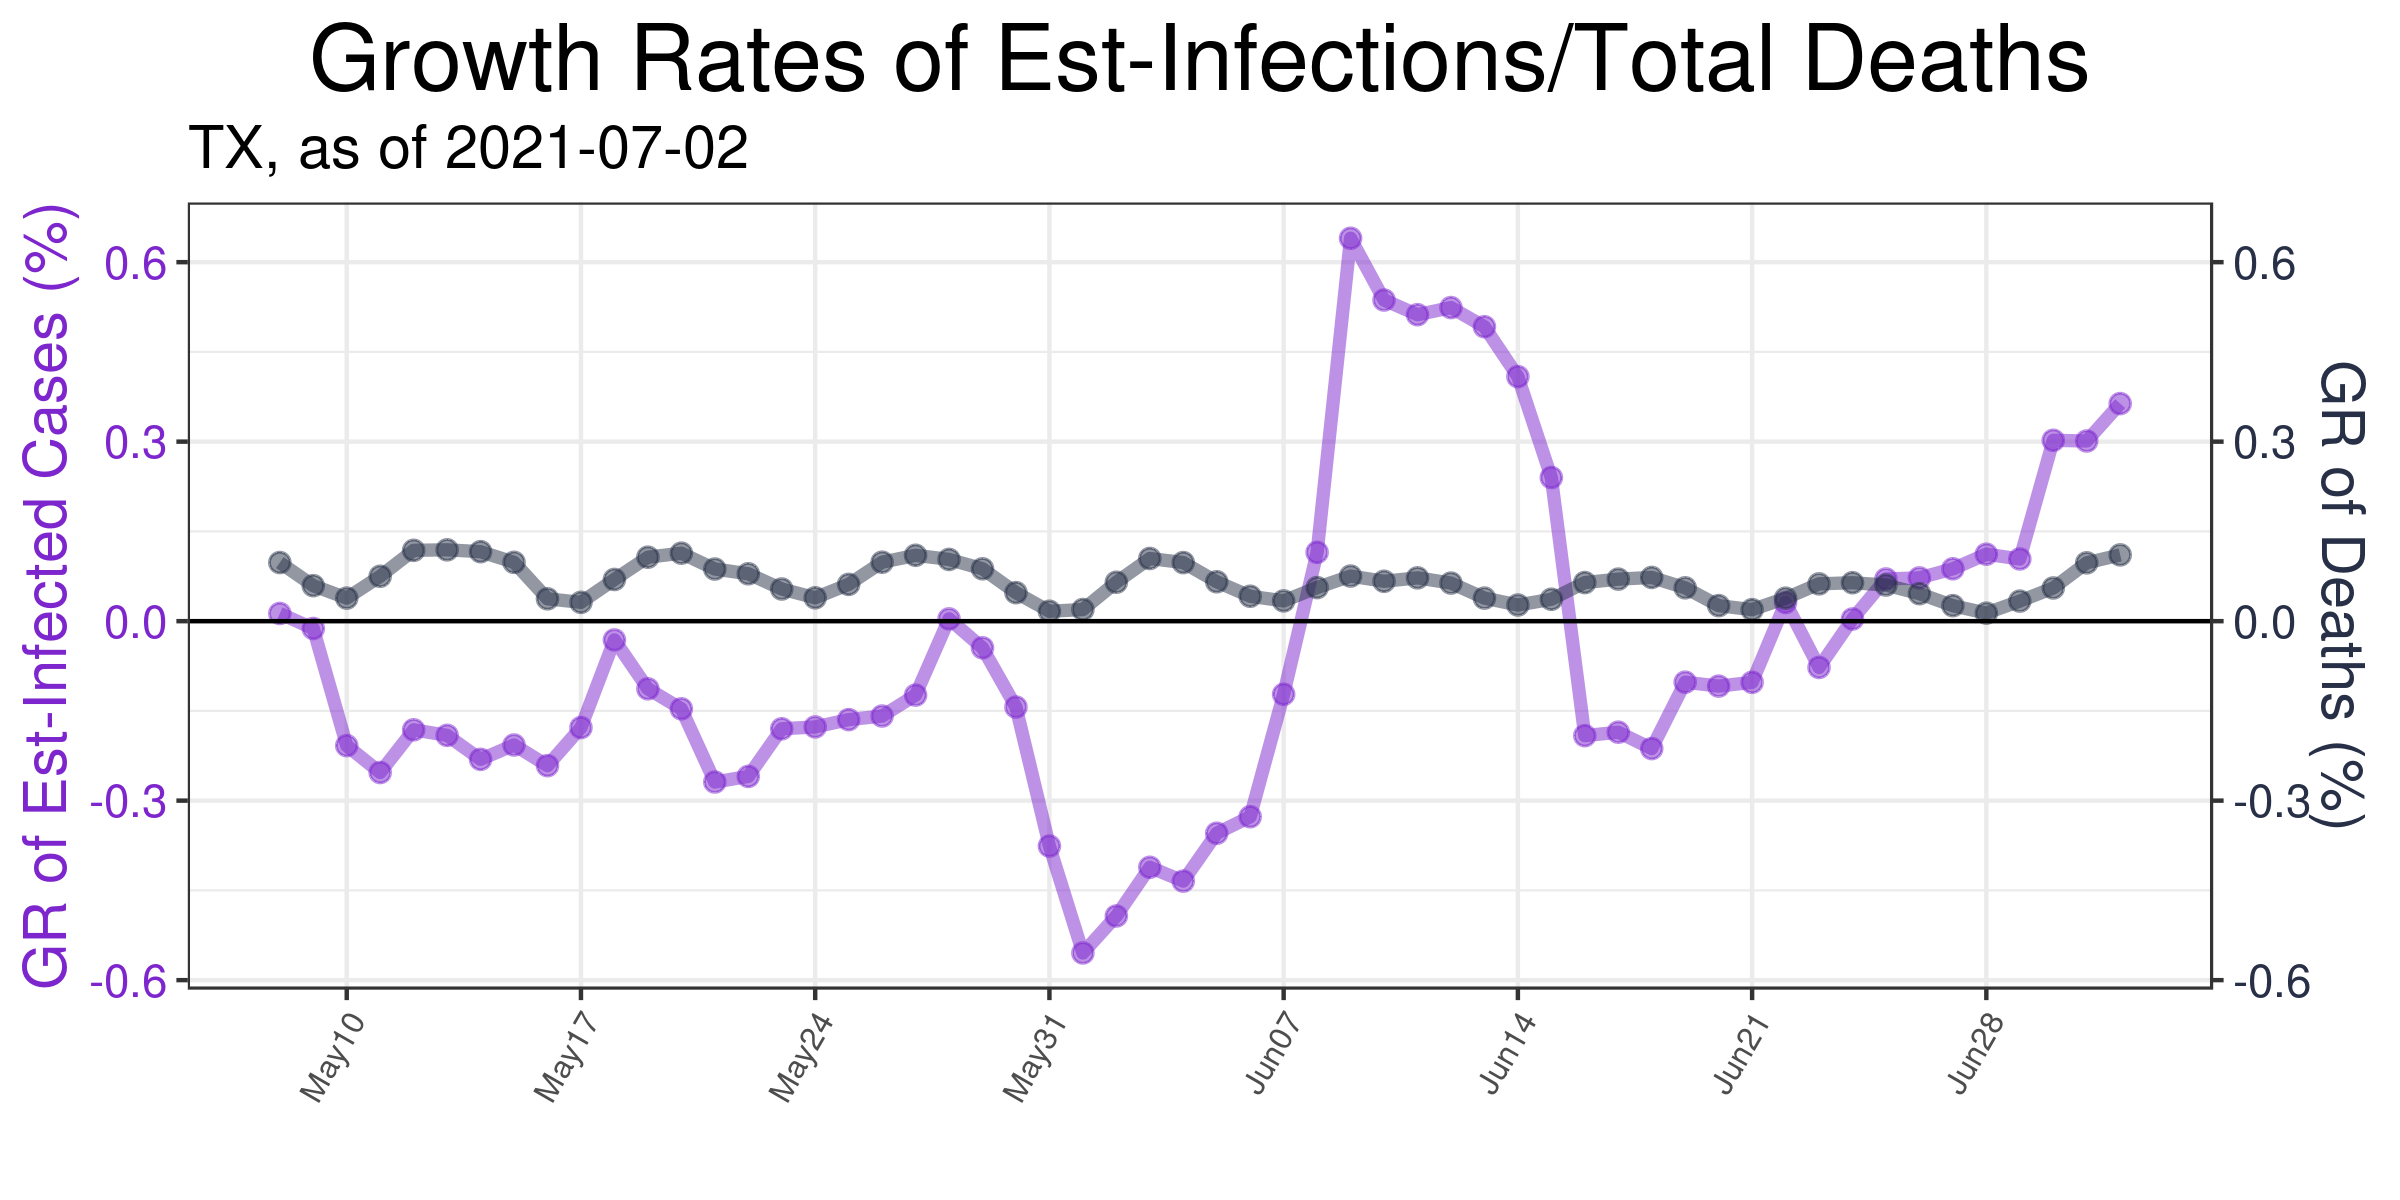 Growth Rates of Est-Infections/Total Deaths
TX, as of 2021-07-02
GR of Est-Infected Cases (%)
0.6
0.3
0.0
-0.3
-0.6
0.6
0.3
0.0
-0.3
-0.6
GR of Deaths (%)
May10
May17
May24
May31
Jun07
Jun14
Jun21
Jun28